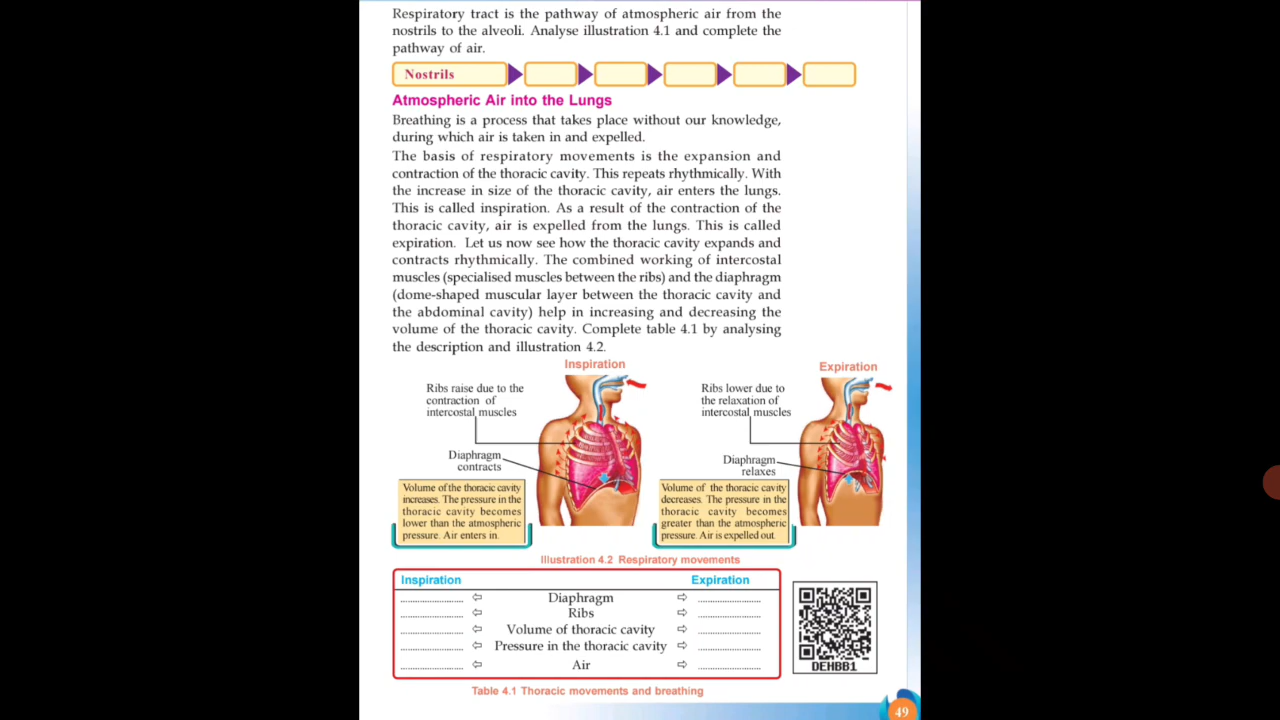 Respiratory tract is the pathway of atmospheric air from the
nostrils to the alveoli. Analyse illustration 4.1 and complete the
pathway of air.
Nostrils
Atmospheric Air into the Lungs
Breathing is a process that takes place without our knowledge,
during which air is taken in and expelled.
The basis of respiratory movements is the expansion and
contraction of the thoracic cavity. This repeats rhythmically. With
the increase in size of the thoracic cavity, air enters the lungs.
This is called inspiration. As a result of the contraction of the
thoracic cavity, air is expelled from the lungs. This is called
expiration. Let us now see how the thoracic cavity expands and
contracts rhythmically. The combined working of intercostal
muscles (specialised muscles between the ribs) and the diaphragm
(dome-shaped muscular layer between the thoracic cavity and
the abdominal cavity) help in increasing and decreasing the
volume of the thoracic cavity. Complete table 4.1 by analysing
the description and illustration 4.2.
Inspiration
Ribs raise due to the
contraction of
intercostal muscles
Diaphragm
contracts
Volume of the thoracic cavity
increases. The pressure in the
thoracic cavity becomes
lower than the atmospheric
pressure. Air enters in.
Expiration
Ribs lower due to
the relaxation of
intercostal muscles
Diaphragm
relaxes
Volume of the thoracic cavity
decreases. The pressure in the
thoracic cavity becomes
greater than the atmospheric
pressure. Air is expelled out.
Illustration 4.2 Respiratory movements
Inspiration Expiration
Diaphragm
Ribs
Volume of thoracic cavity
Pressure in the thoracic cavity
Air
DEHBB1
Table 4.1 Thoracic movements and breathing
49